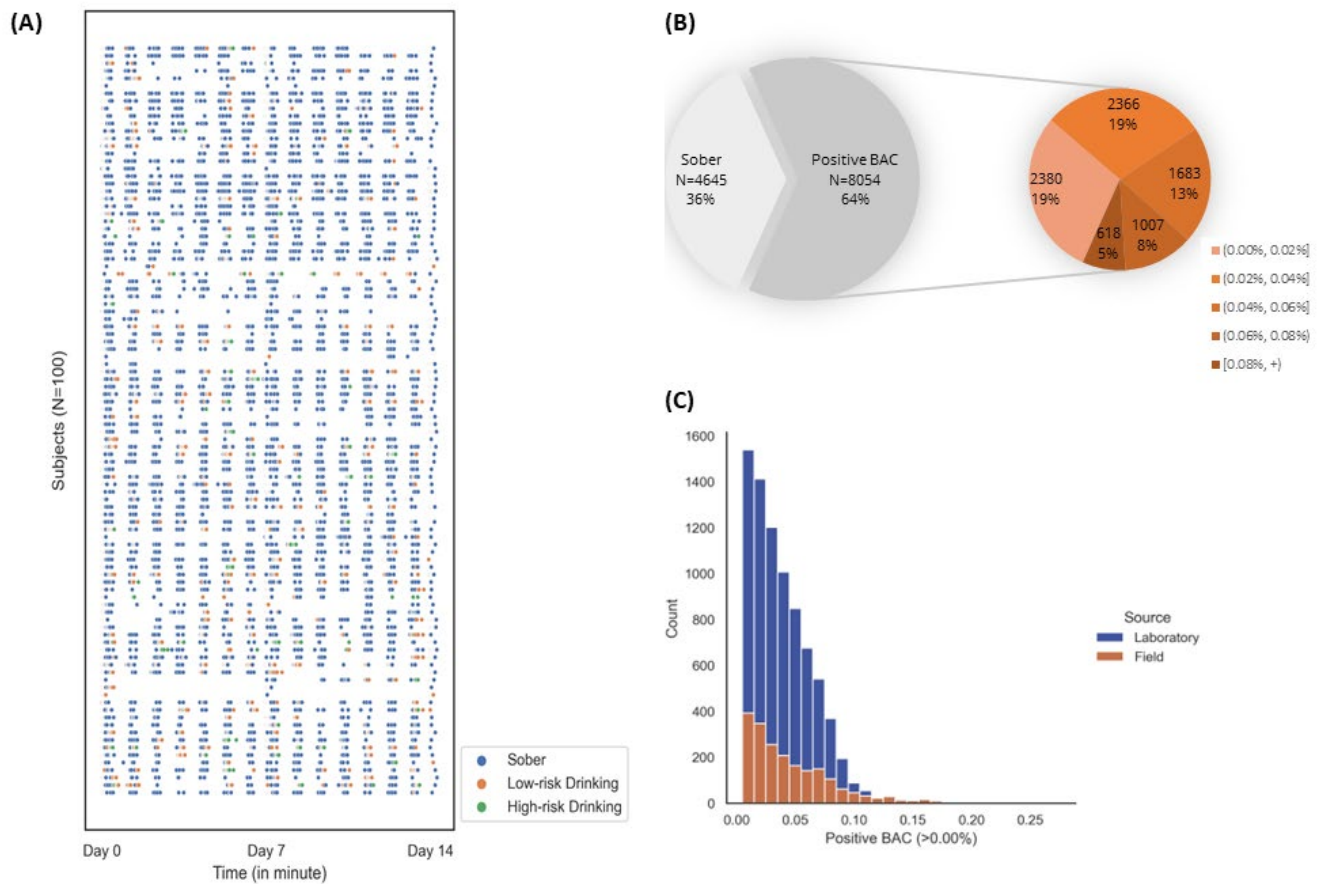 (A)
Subjects (N=100)
Day 0
Day 7
Day 14
Time (in minute)
Sober
Low-risk Drinking
High-risk Drinking
(B)
Sober
N=4645
36%
Positive BAC
N=8054
64%
2366
19%
1683
13%
1007
8%
618
5%
2380
19%
(0.00%, 0.02%]
(0.02%, 0.04%]
(0.04%, 0.06%]
(0.06%, 0.08%)
[0.08%, +)
(C)
1600
1400
1200
1000
800
600
400
200
0
Count
0.00
0.05
0.10
0.15
0.20
0.25
Positive BAC (>0.00%)
Source
Laboratory
Field